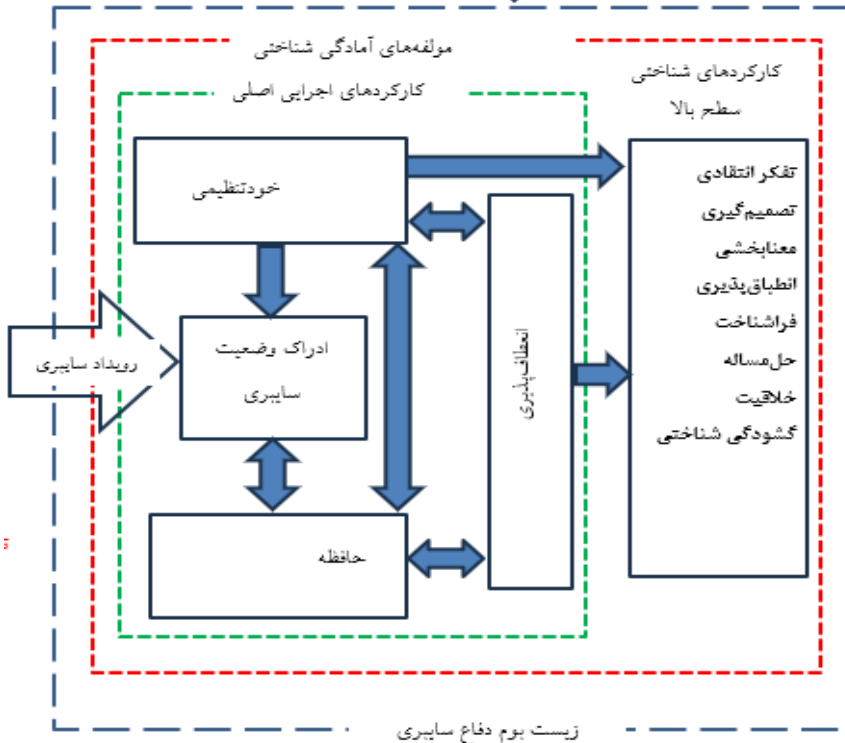 مولفه‌های آمادگی شناختی
کارکردهای اجرایی اصلی
کارکردهای شناختی
سطح بالا
خودتنظیمی
تفکر انتقادی
تصمیم‌گیری
معنابخشی
انطباق‌پذیری
فراشناخت
حل‌مساله
خلاقیت
گشودگی شناختی
انعطاف‌پذیری
ادراک وضعیت
سایبری
رویداد سایبری
حافظه
زیست بوم دفاع سایبری